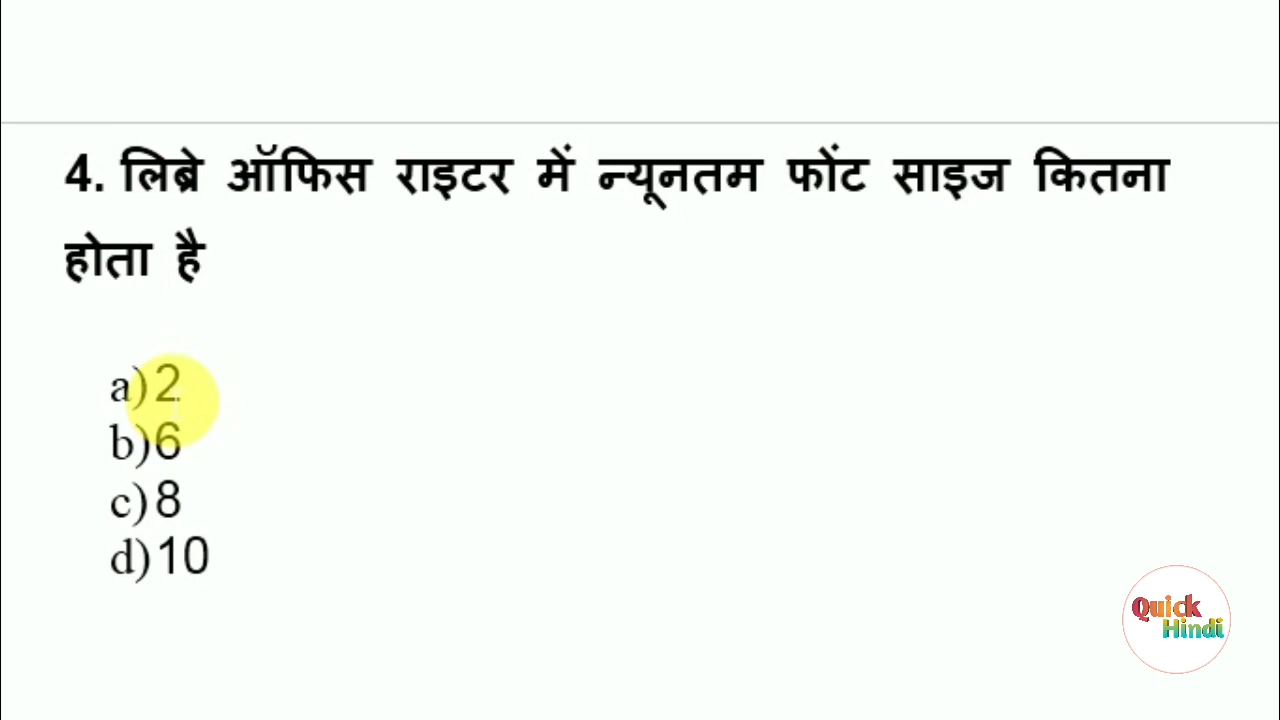 4. लिब्रे ऑफिस राइटर में न्यूनतम फोंट साइज कितना
होता है
a) 2
b) 6
c) 8
d) 10
Quick
Hindi